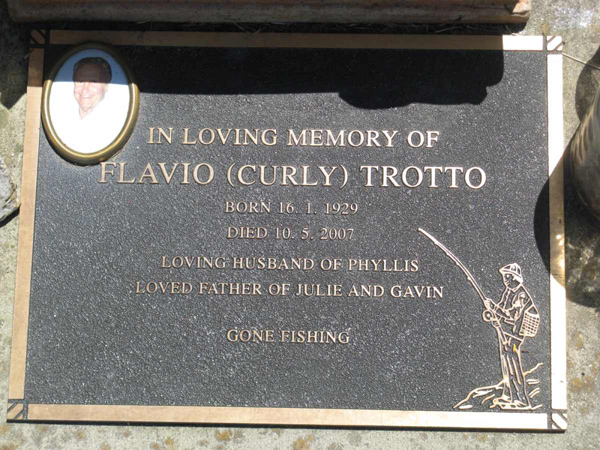 IN LOVING MEMORY OF
FLAVIO (CURLY) TROTTO
BORN 16. 1. 1929
DIED 10. 5. 2007
LOVING HUSBAND OF PHYLLIS
LOVED FATHER OF JULIE AND GAVIN
GONE FISHING